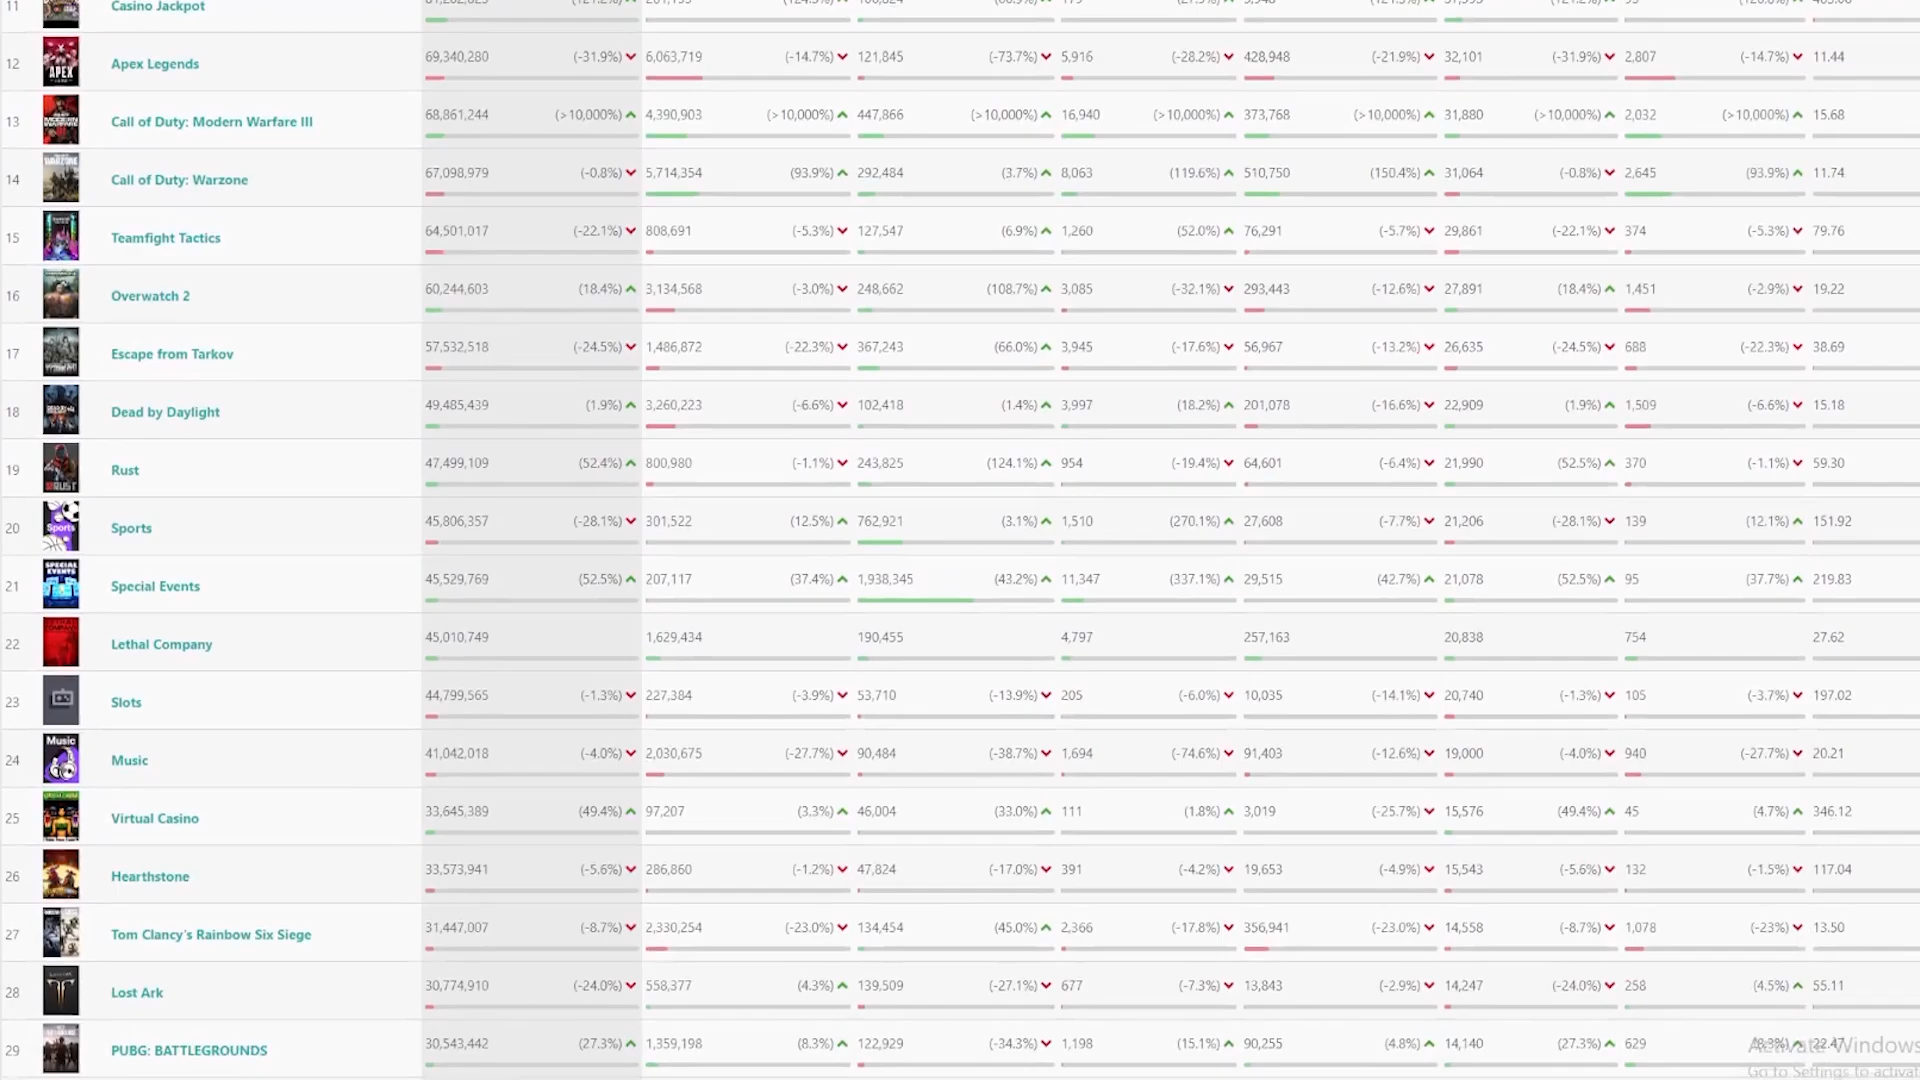 11 Casino Jackpot
12 Apex Legends 69,340,280 (-31.9%) 6,063,719 (-14.7%) 121,845 (-73.7%) 5,916 (-28.2%) 428,948 (-21.9%) 32,101 (-31.9%) 2,807 (-14.7%) 11.44
13 Call of Duty: Modern Warfare III 68,861,244 (>10,000%) 4,390,903 (>10,000%) 447,866 (>10,000%) 16,940 (>10,000%) 373,768 (>10,000%) 31,880 (>10,000%) 2,032 (>10,000%) 15.68
14 Call of Duty: Warzone 67,098,979 (-0.8%) 5,714,354 (93.9%) 292,484 (3.7%) 8,063 (119.6%) 510,750 (150.4%) 31,064 (-0.8%) 2,645 (93.9%) 11.74
15 Teamfight Tactics 64,501,017 (-22.1%) 808,691 (-5.3%) 127,547 (6.9%) 1,260 (52.0%) 76,291 (-5.7%) 29,861 (-22.1%) 374 (-5.3%) 79.76
16 Overwatch 2 60,244,603 (18.4%) 3,134,568 (-3.0%) 248,662 (108.7%) 3,085 (-32.1%) 293,443 (-12.6%) 27,891 (18.4%) 1,451 (-2.9%) 19.22
17 Escape from Tarkov 57,532,518 (-24.5%) 1,486,872 (-22.3%) 367,243 (66.0%) 3,945 (-17.6%) 56,967 (-13.2%) 26,635 (-24.5%) 688 (-22.3%) 38.69
18 Dead by Daylight 49,485,439 (1.9%) 3,260,223 (-6.6%) 102,418 (1.4%) 3,997 (18.2%) 201,078 (-16.6%) 22,909 (1.9%) 1,509 (-6.6%) 15.18
19 Rust 47,499,109 (52.4%) 800,980 (-1.1%) 243,825 (124.1%) 954 (-19.4%) 64,601 (-6.4%) 21,990 (52.5%) 370 (-1.1%) 59.30
20 Sports 45,806,357 (-28.1%) 301,522 (12.5%) 762,921 (3.1%) 1,510 (270.1%) 27,608 (-7.7%) 21,206 (-28.1%) 139 (12.1%) 151.92
21 Special Events 45,529,769 (52.5%) 207,117 (37.4%) 1,938,345 (43.2%) 11,347 (337.1%) 29,515 (42.7%) 21,078 (52.5%) 95 (37.7%) 219.83
22 Lethal Company 45,010,749 1,629,434 190,455 4,797 257,163 20,838 754 27.62
23 Slots 44,799,565 (-1.3%) 227,384 (-3.9%) 53,710 (-13.9%) 205 (-6.0%) 10,035 (-14.1%) 20,740 (-1.3%) 105 (-3.7%) 197.02
24 Music 41,042,018 (-4.0%) 2,030,675 (-27.7%) 90,484 (-38.7%) 1,694 (-74.6%) 91,403 (-12.6%) 19,000 (-4.0%) 940 (-27.7%) 20.21
25 Virtual Casino 33,645,389 (49.4%) 97,207 (3.3%) 46,004 (33.0%) 111 (1.8%) 3,019 (-25.7%) 15,576 (49.4%) 45 (4.7%) 346.12
26 Hearthstone 33,573,941 (-5.6%) 286,860 (-1.2%) 47,824 (-17.0%) 391 (-4.2%) 19,653 (-4.9%) 15,543 (-5.6%) 132 (-1.5%) 117.04
27 Tom Clancy's Rainbow Six Siege 31,447,007 (-8.7%) 2,330,254 (-23.0%) 134,454 (45.0%) 2,366 (-17.8%) 356,941 (-23.0%) 14,558 (-8.7%) 1,078 (-23%) 13.50
28 Lost Ark 30,774,910 (-24.0%) 558,377 (4.3%) 139,509 (-27.1%) 677 (-7.3%) 13,843 (-2.9%) 14,247 (-24.0%) 258 (4.5%) 55.11
29 PUBG: BATTLEGROUNDS 30,543,442 (27.3%) 1,359,198 (8.3%) 122,929 (-34.3%) 1,198 (15.1%) 90,255 (4.8%) 14,140 (27.3%) 629 (8.3%) 22.47
Activate Windows
Go to Settings to activat